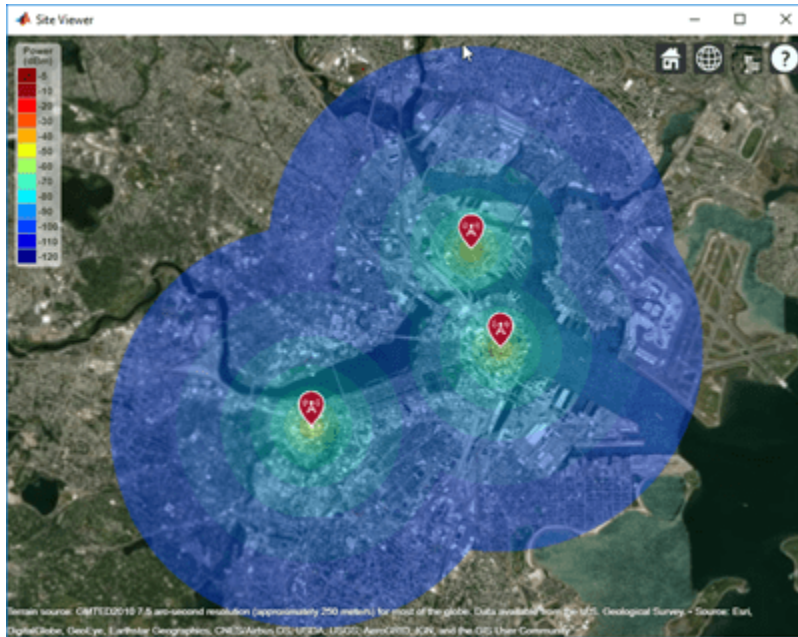 Site Viewer
Power
(dBm)
-5
-10
-20
-30
-40
-50
-60
-70
-80
-90
-100
-110
-120
?
Terrain source: GMTED2010 7.5 arc-second resolution (approximately 250 meters) for most of the globe. Data available from the U.S. Geological Survey. - Source: Esri,
DigitalGlobe, GeoEye, Earthstar Geographics, CNES/Airbus DS, USDA, USGS, AeroGRID, IGN, and the GIS User Community